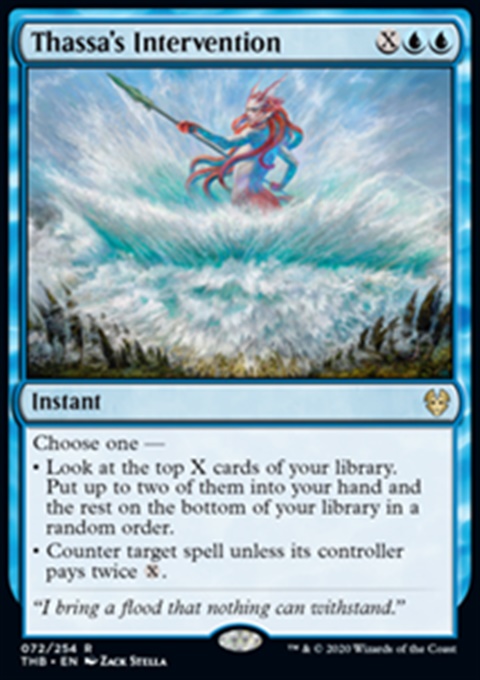 Thassa's Intervention X
Instant
Choose one —
• Look at the top X cards of your library.
Put up to two of them into your hand and
the rest on the bottom of your library in a
random order.
• Counter target spell unless its controller
pays twice X.
"I bring a flood that nothing can withstand."
072/254 R
THB • EN Zack Stella
™ & © 2020 Wizards of the Coast